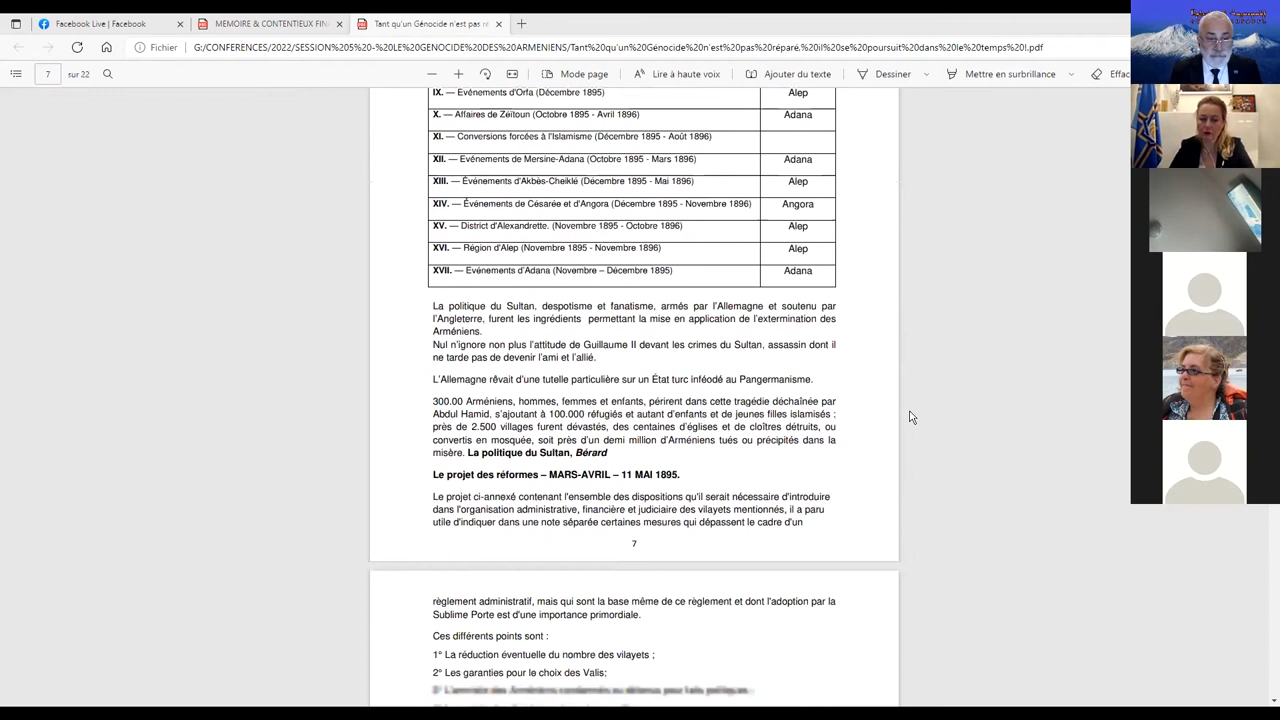 Facebook Live | Facebook
MEMOIRE & CONTENTIEUX FIN
Tant qu'un Génocide n'est pas ré
Fichier
G:/CONFERENCES/2022/SESSION%205%20-%20LE%20GENOCIDE%20DES%20ARMENIENS/Tant%20qu'un%20Génocide%20n'est%20pas%20réparé,%20il%20se%20poursuit%20dans%20le%20temps%20I.pdf
7 sur 22
Mode page
Lire à haute voix
Ajouter du texte
Dessiner
Mettre en surbrillance
Effac
IX. — Evénements d'Orfa (Décembre 1895) Alep
X. — Affaires de Zeïtoun (Octobre 1895 - Avril 1896) Adana
XI. — Conversions forcées à l'Islamisme (Décembre 1895 - Août 1896)
XII. — Evénements de Mersine-Adana (Octobre 1895 - Mars 1896) Adana
XIII. — Événements d'Akbès-Cheiklé (Décembre 1895 - Mai 1896) Alep
XIV. — Événements de Césarée et d'Angora (Décembre 1895 - Novembre 1896) Angora
XV. — District d'Alexandrette. (Novembre 1895 - Octobre 1896) Alep
XVI. — Région d'Alep (Novembre 1895 - Novembre 1896) Alep
XVII. — Evénements d'Adana (Novembre – Décembre 1895) Adana
La politique du Sultan, despotisme et fanatisme, armés par l'Allemagne et soutenu par
l'Angleterre, furent les ingrédients permettant la mise en application de l'extermination des
Arméniens.
Nul n'ignore non plus l'attitude de Guillaume II devant les crimes du Sultan, assassin dont il
ne tarde pas de devenir l'ami et l'allié.
L'Allemagne rêvait d'une tutelle particulière sur un État turc inféodé au Pangermanisme.
300.00 Arméniens, hommes, femmes et enfants, périrent dans cette tragédie déchaînée par
Abdul Hamid, s'ajoutant à 100.000 réfugiés et autant d'enfants et de jeunes filles islamisés ;
près de 2.500 villages furent dévastés, des centaines d'églises et de cloîtres détruits, ou
convertis en mosquée, soit près d'un demi million d'Arméniens tués ou précipités dans la
misère. La politique du Sultan, Bérard
Le projet des réformes – MARS-AVRIL – 11 MAI 1895.
Le projet ci-annexé contenant l'ensemble des dispositions qu'il serait nécessaire d'introduire
dans l'organisation administrative, financière et judiciaire des vilayets mentionnés, il a paru
utile d'indiquer dans une note séparée certaines mesures qui dépassent le cadre d'un
7
règlement administratif, mais qui sont la base même de ce règlement et dont l'adoption par la
Sublime Porte est d'une importance primordiale.
Ces différents points sont :
1° La réduction éventuelle du nombre des vilayets ;
2° Les garanties pour le choix des Valis;